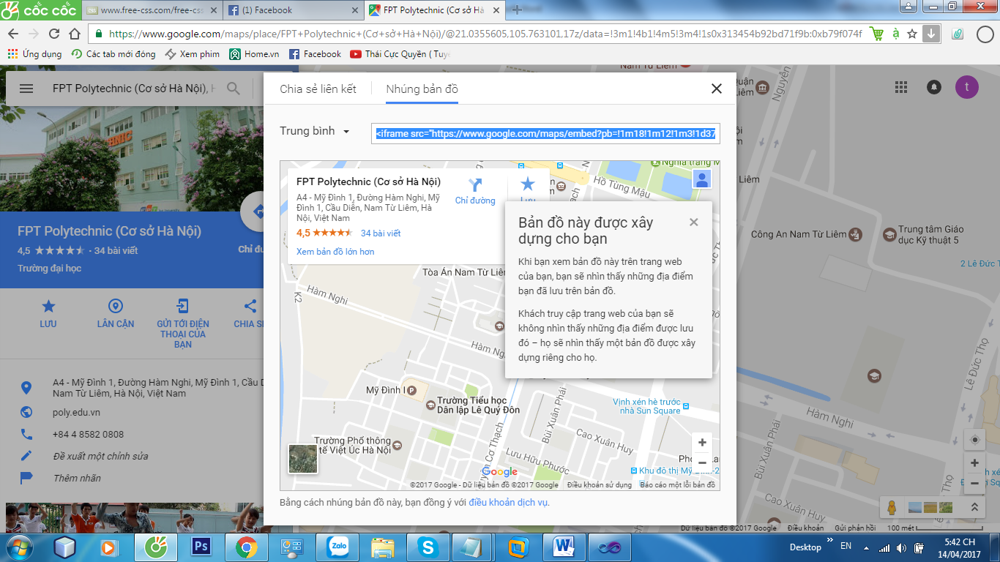 cốc cốc
www.free-css.com/free-css
(1) Facebook
FPT Polytechnic (Cơ sở Hà
https://www.google.com/maps/place/FPT+Polytechnic+(Cơ+sở+Hà+Nội)/@21.0355605,105.763101,17z/data=!3m1!4b1!4m5!3m4!1s0x313454b92bd71f9b:0xb79f074f
Ứng dụng
Các tab mới đóng
Xem phim
Home.vn
Facebook
Thái Cực Quyền ( Tuy
FPT Polytechnic (Cơ sở Hà Nội), H
Chia sẻ liên kết
Nhúng bản đồ
Trung bình
<iframe src="https://www.google.com/maps/embed?pb=!1m18!1m12!1m3!1d37
FPT Polytechnic (Cơ sở Hà Nội)
A4 - Mỹ Đình 1, Đường Hàm Nghi, Mỹ
Đình 1, Cầu Diễn, Nam Từ Liêm, Hà
Nội, Việt Nam
4,5
34 bài viết
Xem bản đồ lớn hơn
Chỉ đường
Lưu
Bản đồ này được xây
dựng cho bạn
Khi bạn xem bản đồ này trên trang web
của bạn, bạn sẽ nhìn thấy những địa điểm
bạn đã lưu trên bản đồ.
Khách truy cập trang web của bạn sẽ
không nhìn thấy những địa điểm được lưu
đó – họ sẽ nhìn thấy một bản đồ được xây
dựng riêng cho họ.
Nghĩa trang M
Hồ Tùng Mậu
Tòa Án Nam Từ Liêm
K2
Hàm Nghi
Hàm Ngh
Mỹ Đình I
Trường Tiểu học
Dân lập Lê Quý Đôn
Trường Phổ thông
tế Việt Úc Hà Nội
Vịnh xén hè trước
nhà Sun Square
Bùi Xuân Phái
Cao Xuân Huy
Lưu Hữu Phước
Cơ Thạch
Khu đô thị Mỹ Đình-2
Google
©2017 Google - Dữ liệu bản đồ ©2017 Google
Điều khoản sử dụng
Báo cáo một lỗi bản đồ
Bằng cách nhúng bản đồ này, bạn đồng ý với điều khoản dịch vụ.
FPT Polytechnic (Cơ sở Hà Nội)
4,5
34 bài viết
Chỉ đư
Trường đại học
LƯU
LÂN CẬN
GỬI TỚI ĐIỆN
THOẠI CỦA
BẠN
CHIA SẺ
A4 - Mỹ Đình 1, Đường Hàm Nghi, Mỹ Đình 1, Cầu D
Nam Từ Liêm, Hà Nội, Việt Nam
poly.edu.vn
+84 4 8582 0808
Đề xuất một chỉnh sửa
Thêm nhãn
Nam Từ Liêm
Quận
Liêm
Nguyễn
t
Công An Nam Từ Liêm
Trung tâm Giáo
dục Kỹ thuật 5
2 Lê Đức Thọ
Lê Đức Thọ
Hàm Nghi
Bùi Xuân Phái
Cao Xuân Huy
Dữ liệu bản đồ ©2017 Google
Điều khoản
Gửi phản hồi
100 mét
Ps
Zalo
Desktop
EN
5:42 CH
14/04/2017